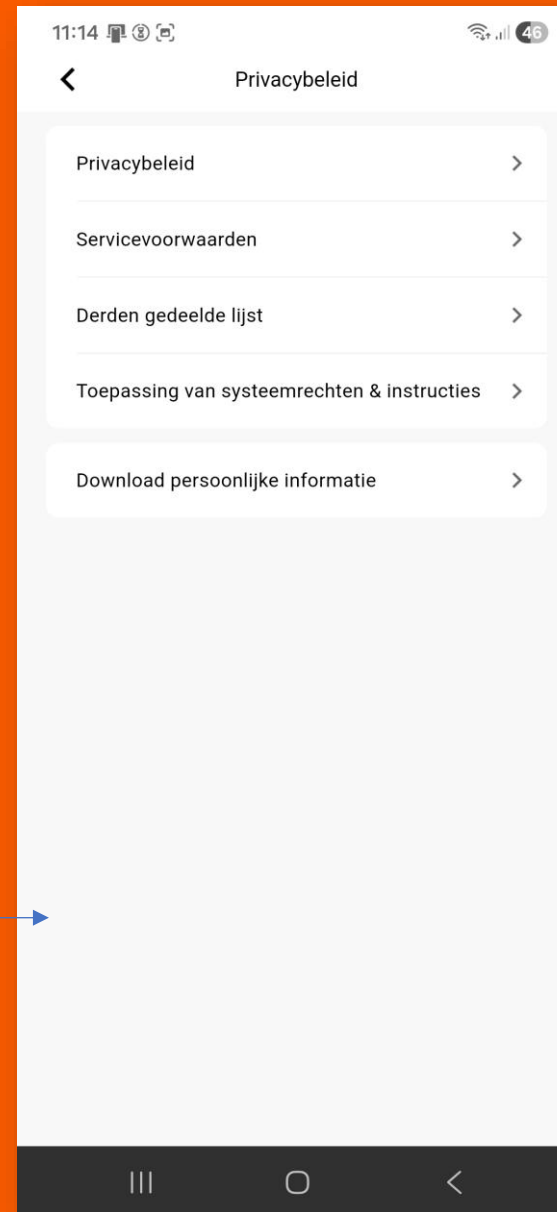 11:14
46
Privacybeleid
Privacybeleid
Servicevoorwaarden
Derden gedeelde lijst
Toepassing van systeemrechten & instructies
Download persoonlijke informatie